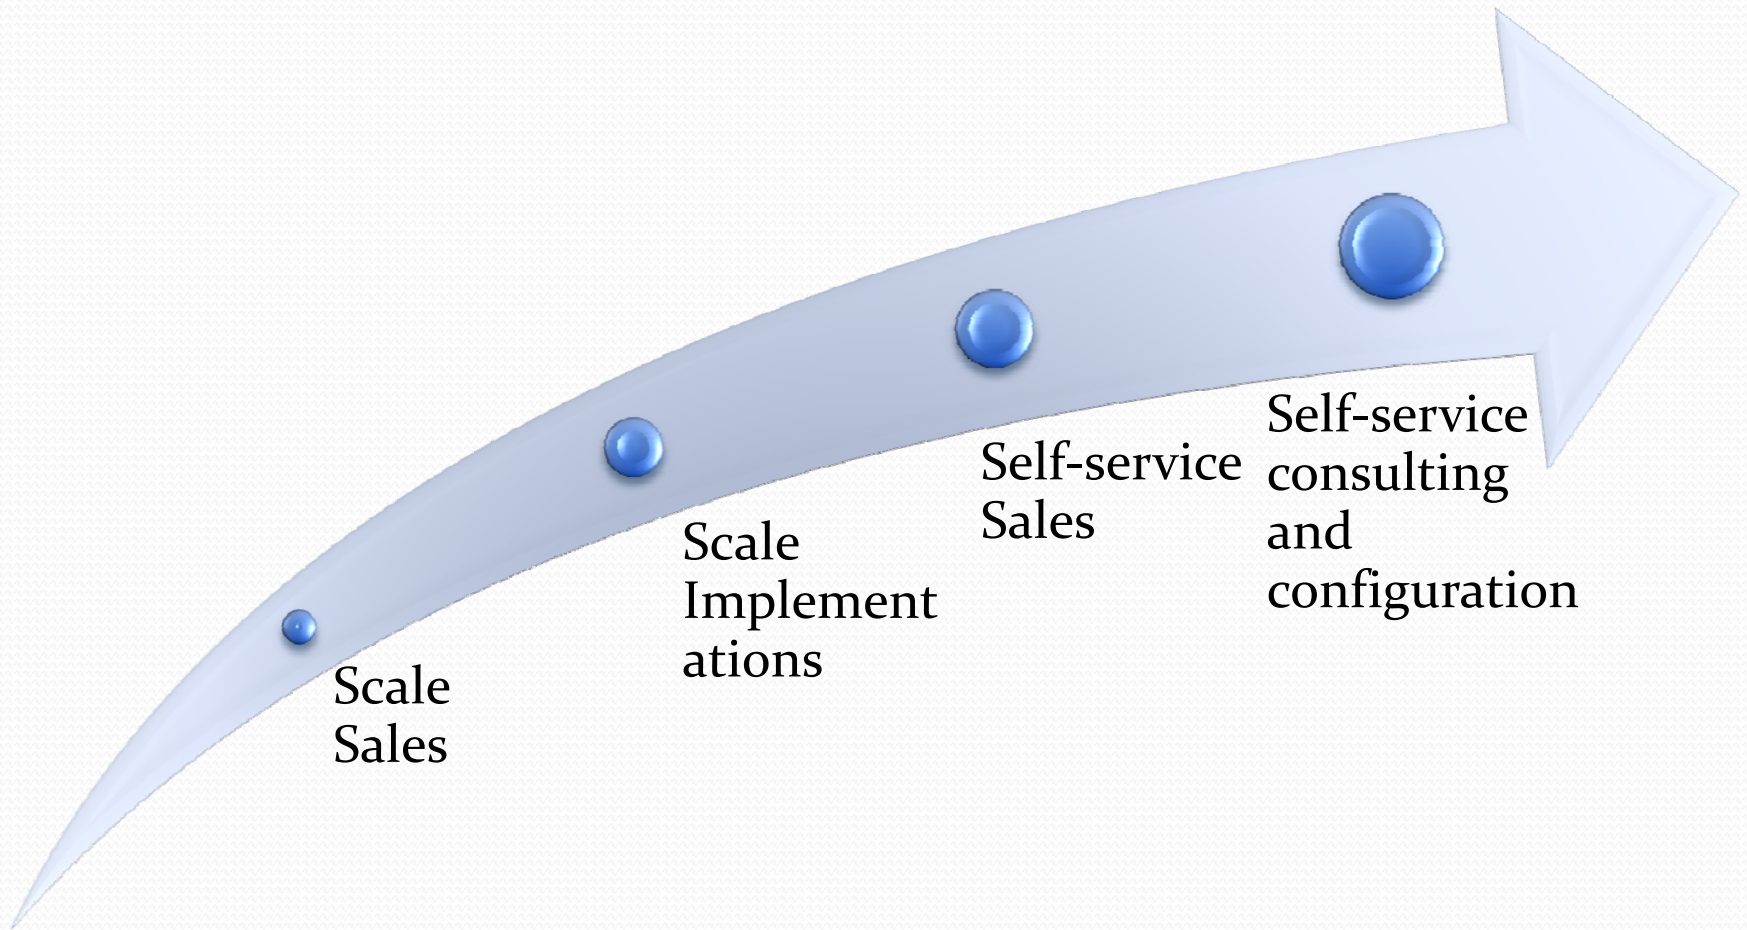 Scale
Sales
Scale
Implement
ations
Self-service
Sales
Self-service
consulting
and
configuration